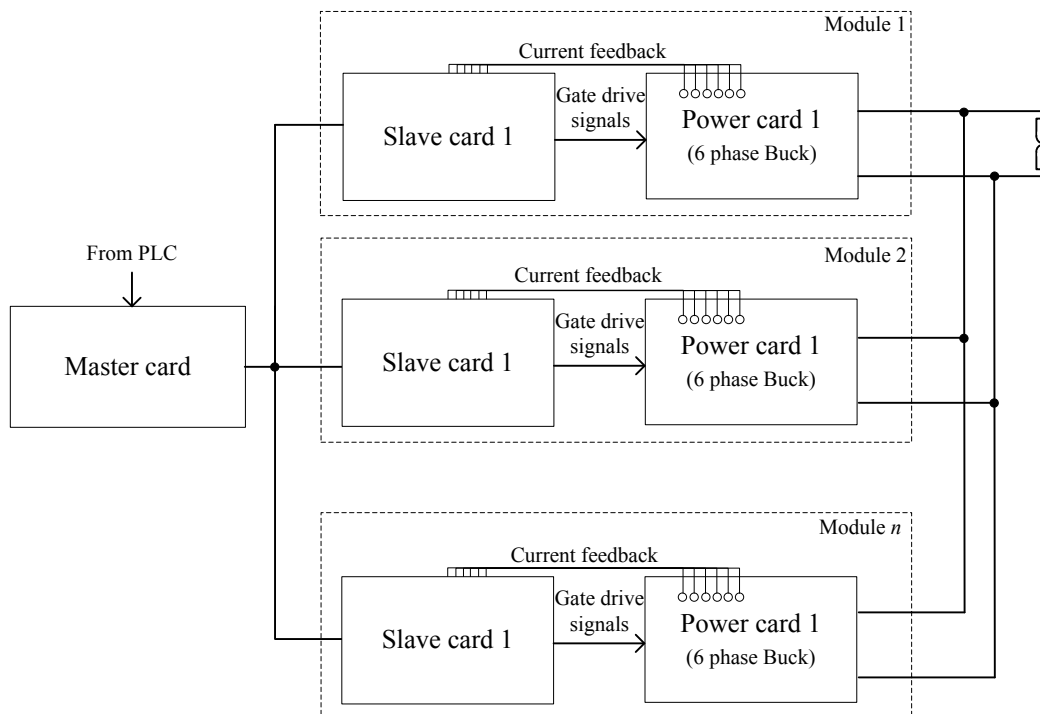 Module 1
Current feedback
Slave card 1
Gate drive
signals
Power card 1
(6 phase Buck)
From PLC
Master card
Module 2
Current feedback
Slave card 1
Gate drive
signals
Power card 1
(6 phase Buck)
Module n
Current feedback
Slave card 1
Gate drive
signals
Power card 1
(6 phase Buck)